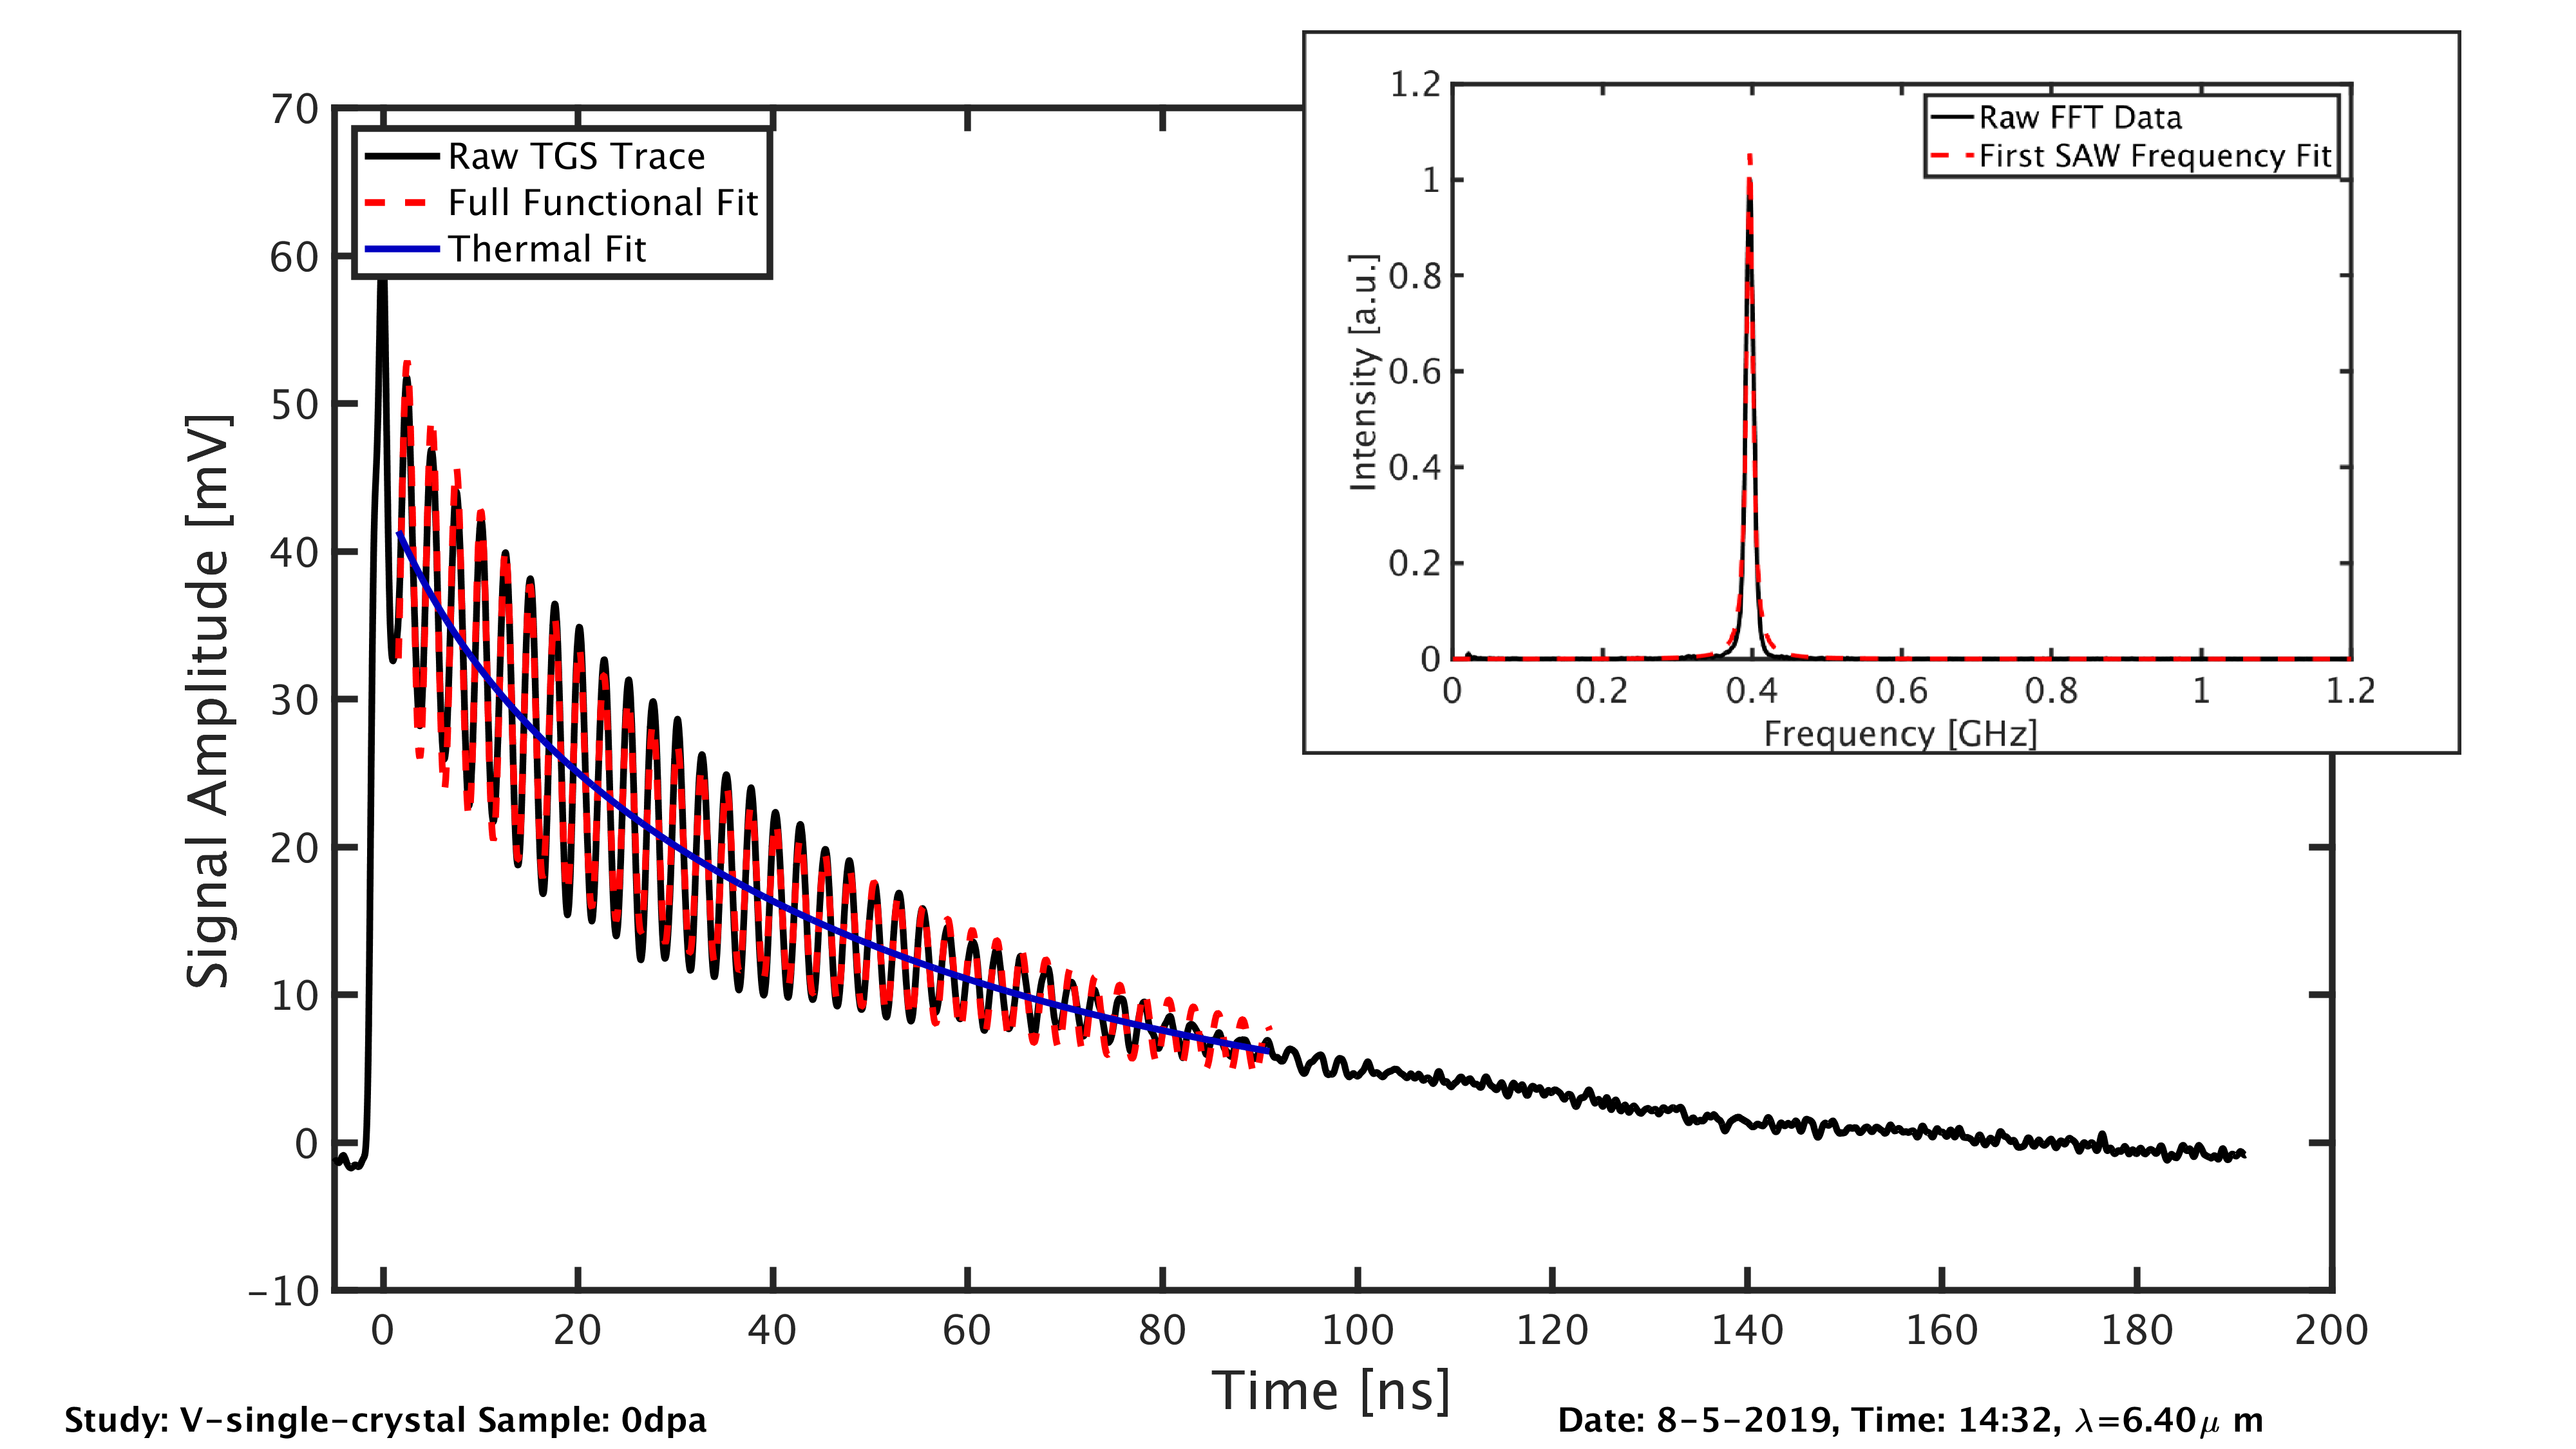 70
60
50
40
30
20
10
0
−10
Signal Amplitude [mV]
Raw TGS Trace
Full Functional Fit
Thermal Fit
1.2
1
0.8
0.6
0.4
0.2
0
Intensity [a.u.]
Raw FFT Data
First SAW Frequency Fit
0 0.2 0.4 0.6 0.8 1 1.2
Frequency [GHz]
0 20 40 60 80 100 120 140 160 180 200
Time [ns]
Study: V−single−crystal Sample: 0dpa
Date: 8−5−2019, Time: 14:32, λ=6.40μ m